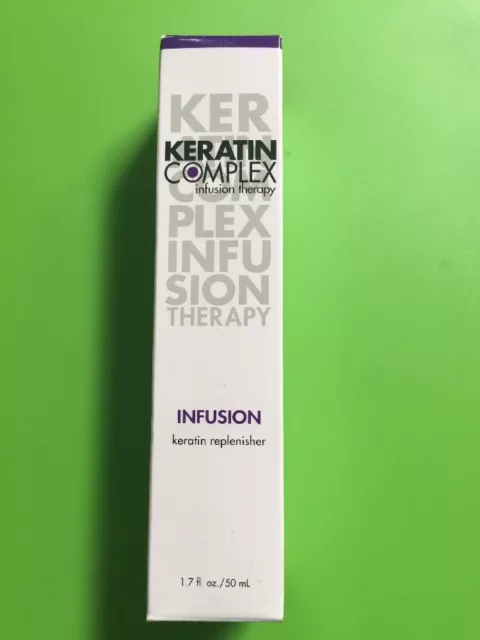 KER
ATIN
KERATIN
COMPLEX
infusion therapy
COM
PLEX
INFU
SION
THERAPY
INFUSION
keratin replenisher
1.7 fl. oz./50 mL